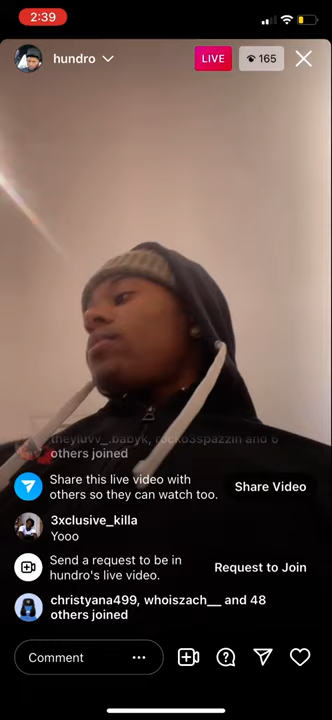 2:39
hundro
LIVE
165
theyluvv_.babyk, rocko3spazzin and 6
others joined
Share this live video with
others so they can watch too.
Share Video
3xclusive_killa
Yooo
Send a request to be in
hundro's live video.
Request to Join
christyana499, whoiszach__ and 48
others joined
Comment